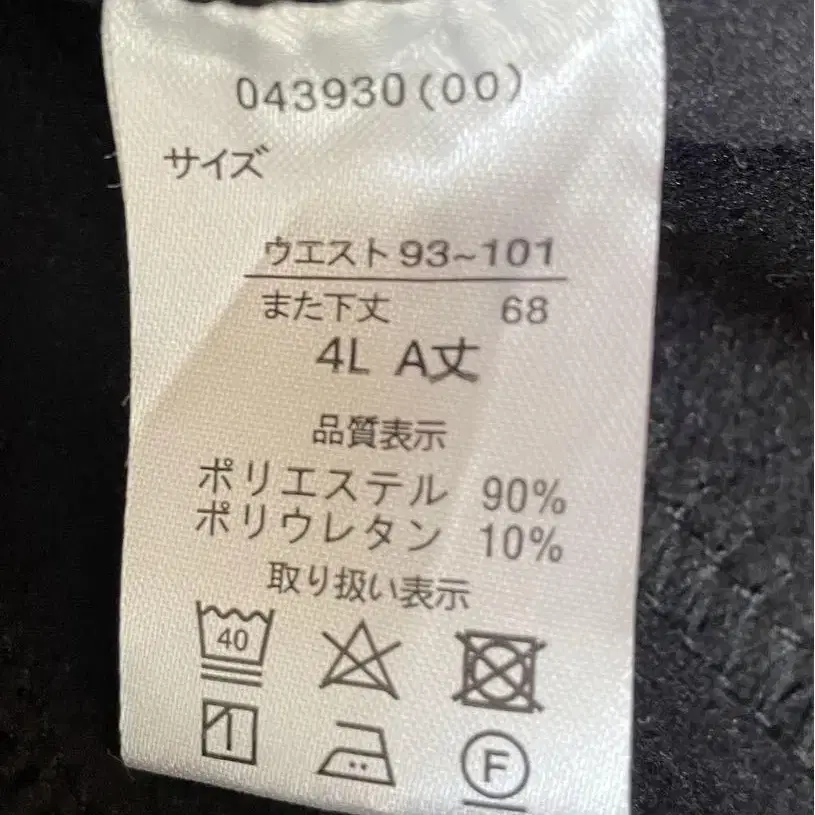 043930(00)
サイズ
ウエスト 93~101
また下丈 68
4L A丈
品質表示
ポリエステル 90%
ポリウレタン 10%
取り扱い表示
40
F